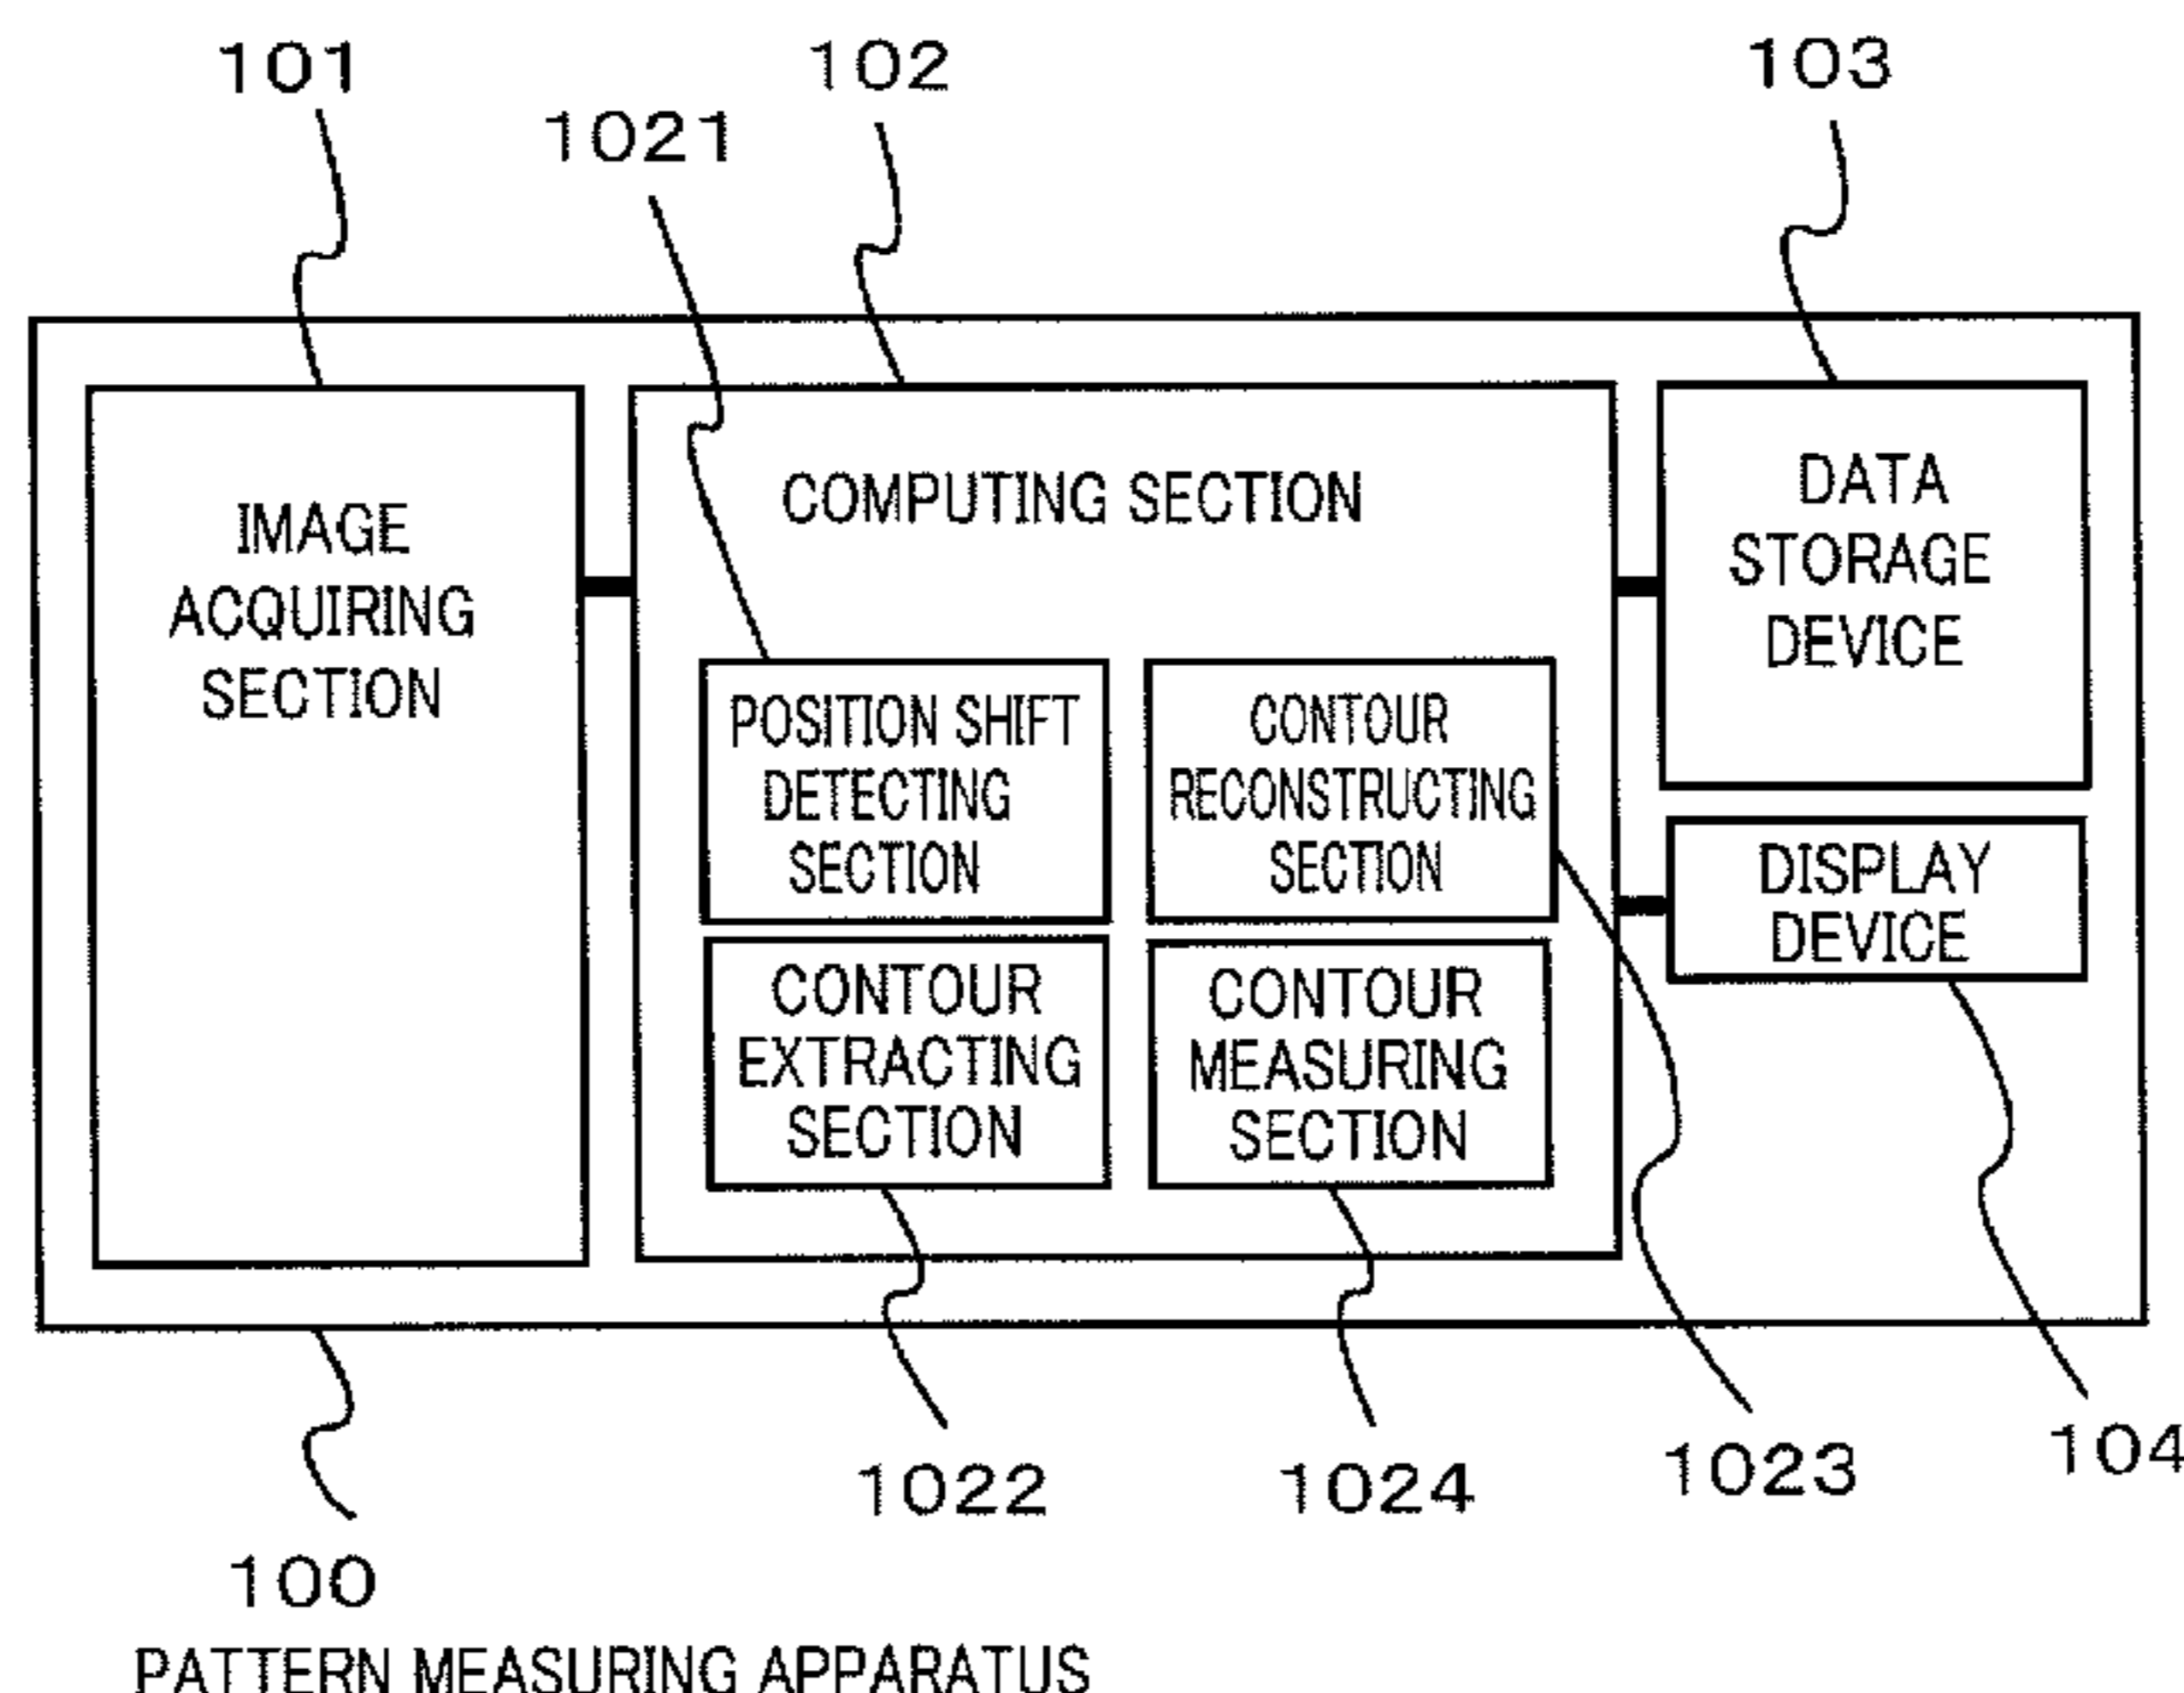 101
102
103
1021
COMPUTING SECTION
IMAGE
ACQUIRING
SECTION
DATA
STORAGE
DEVICE
POSITION SHIFT
DETECTING
SECTION
CONTOUR
RECONSTRUCTING
SECTION
DISPLAY
DEVICE
CONTOUR
EXTRACTING
SECTION
CONTOUR
MEASURING
SECTION
1022
1024
1023
104
100
PATTERN MEASURING APPARATUS